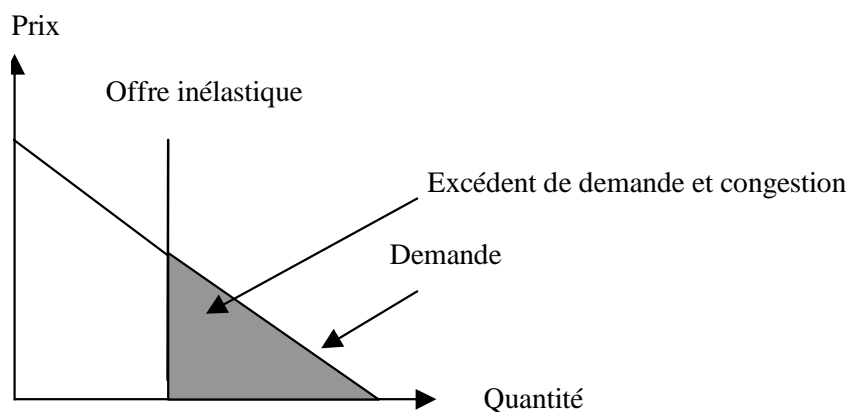 Prix
Offre inélastique
Excédent de demande et congestion
Demande
Quantité